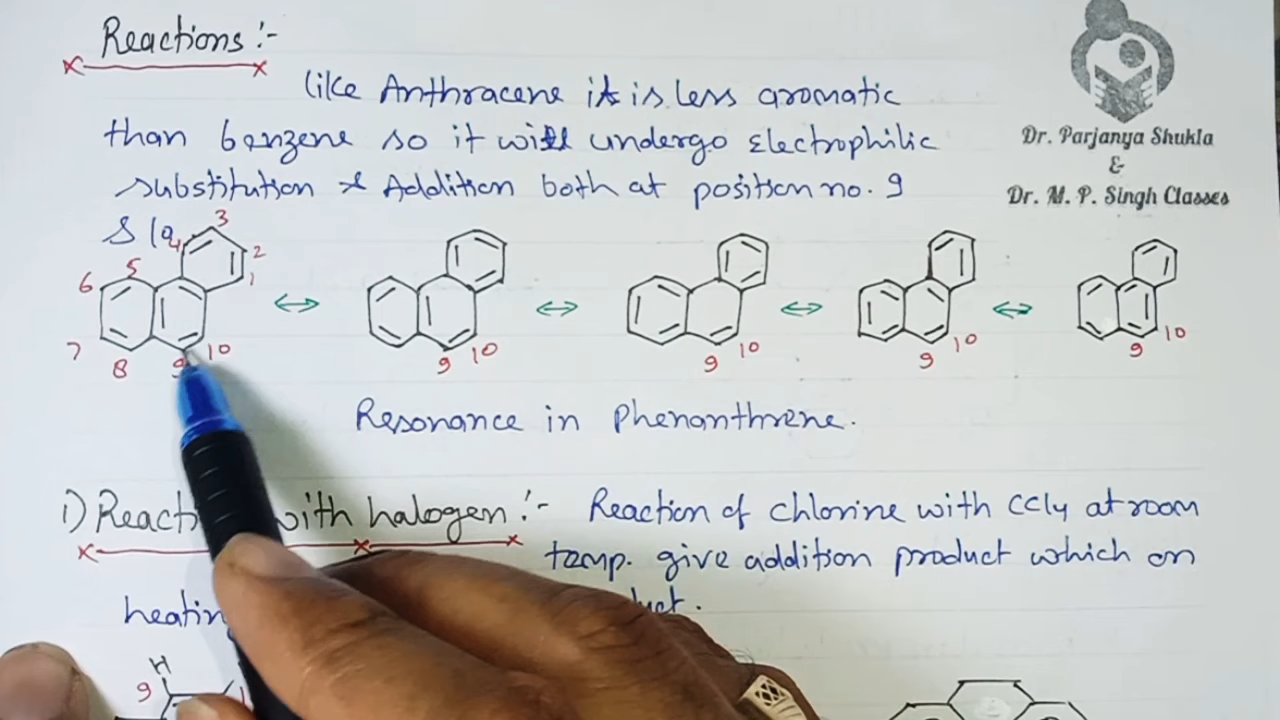 Reactions :-
like Anthracene it is less aromatic
than benzene so it will undergo Electrophilic
substitution & Addition both at position no. 9
& 10
Dr. Parjanya Shukla
&
Dr. M. P. Singh Classes
3
4
2
5
1
6
7
8
9
10
9
10
9
10
9
10
9
10
Resonance in Phenanthrene.
i) with halogen :- Reaction of chlorine with CCl4 at room
temp. give addition product which on
H
9